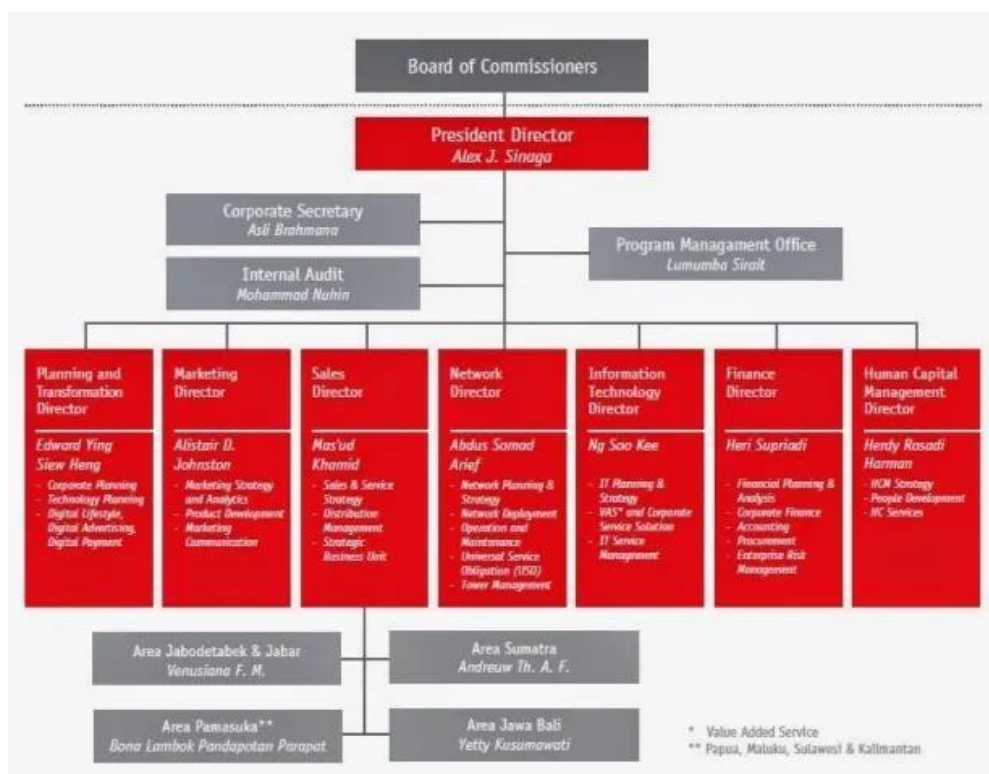 Board of Commissioners
President Director
Alex J. Sinaga
Corporate Secretary
Asli Brahmana
Program Managament Office
Lumumba Sirait
Internal Audit
Mohammad Nuhin
Planning and
Transformation
Director
Edward Ying
Siew Heng
- Corporate Planning
- Technology Planning
- Digital Lifestyle,
Digital Advertising,
Digital Payment
Marketing
Director
Alistair D.
Johnston
- Marketing Strategy
and Analytics
- Product Development
- Marketing
Communication
Sales
Director
Mas'ud
Khamid
- Sales & Service
Strategy
- Distribution
Management
- Strategic
Business Unit
Network
Director
Abdus Somad
Arief
- Network Planning &
Strategy
- Network Deployment
- Operation and
Maintenance
- Universal Service
Obligation (USO)
- Tower Management
Information
Technology
Director
Ng Soo Kee
- IT Planning &
Strategy
- VAS* and Corporate
Service Solution
- IT Service
Management
Finance
Director
Heri Supriadi
- Financial Planning &
Analysis
- Corporate Finance
- Accounting
- Procurement
- Enterprise Risk
Management
Human Capital
Management
Director
Herdy Rosadi
Harman
- HCM Strategy
- People Development
- HC Services
Area Jabodetabek & Jabar
Venusiana F. M.
Area Sumatra
Andreuw Th. A. F.
Area Pamasuka**
Bona Lambok Pandapotan Parapat
Area Jawa Bali
Yetty Kusumawati
* Value Added Service
** Papua, Maluku, Sulawesi & Kalimantan